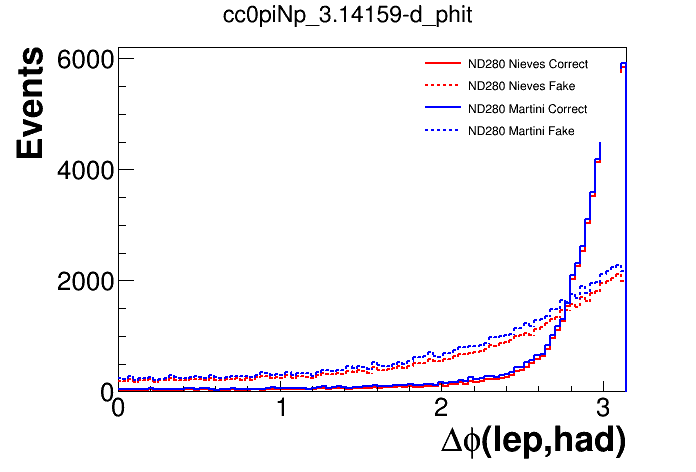 cc0piNp_3.14159-d_phit
Events
6000
4000
2000
0
ND280 Nieves Correct
ND280 Nieves Fake
ND280 Martini Correct
ND280 Martini Fake
0 1 2 3
Δϕ(lep,had)